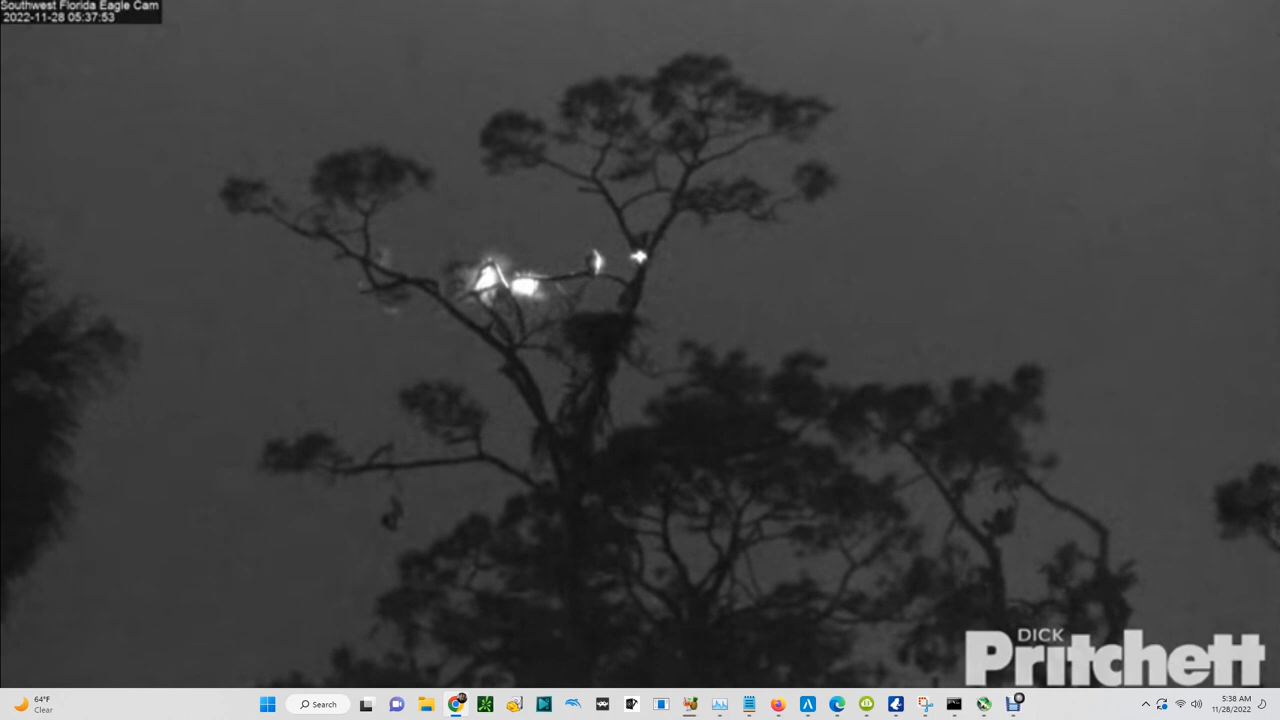 Southwest Florida Eagle Cam
2022-11-28 05:37:53
DICK
Pritchett
64°F
Clear
Search
5:38 AM
11/28/2022